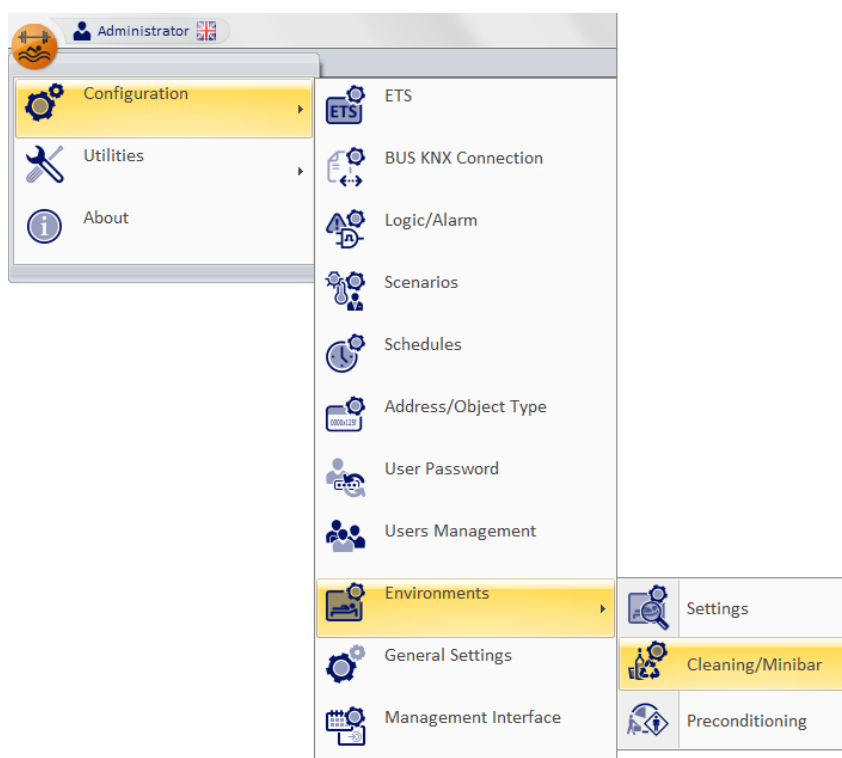 Administrator
Configuration
Utilities
About
ETS
ETS
BUS KNX Connection
Logic/Alarm
Scenarios
Schedules
Address/Object Type
User Password
Users Management
Environments
General Settings
Management Interface
Settings
Cleaning/Minibar
Preconditioning